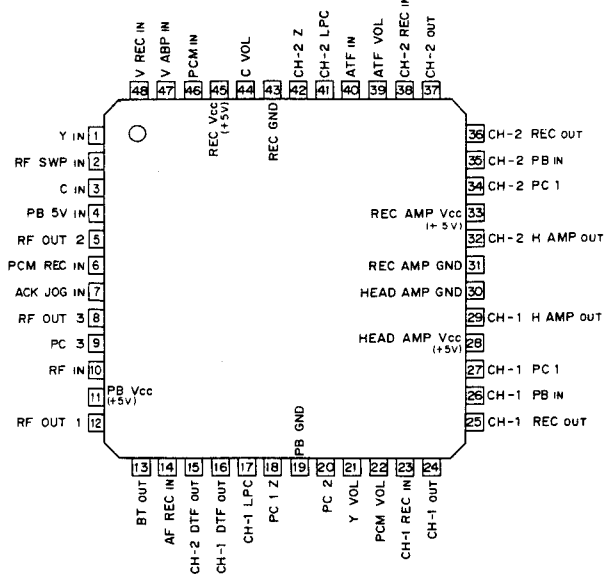 V REC IN
V ABP IN
PCM IN
C VOL
CH-2 Z
CH-2 LPC
ATF IN
ATF VOL
CH-2 REC IN
CH-2 OUT
48
47
46
45
44
43
42
41
40
39
38
37
REC Vcc
(+5V)
REC GND
Y IN 1
RF SWP IN 2
C IN 3
PB 5V IN 4
RF OUT 2 5
PCM REC IN 6
ACK JOG IN 7
RF OUT 3 8
PC 3 9
RF IN 10
11 PB Vcc
(+5V)
RF OUT 1 12
36 CH-2 REC OUT
35 CH-2 PB IN
34 CH-2 PC 1
REC AMP Vcc 33
(+ 5V)
32 CH-2 H AMP OUT
REC AMP GND 31
HEAD AMP GND 30
29 CH-1 H AMP OUT
HEAD AMP Vcc 28
(+5V)
27 CH-1 PC 1
26 CH-1 PB IN
25 CH-1 REC OUT
PB GND
13
14
15
16
17
18
19
20
21
22
23
24
BT OUT
AF REC IN
CH-2 DTF OUT
CH-1 DTF OUT
CH-1 LPC
PC 1 Z
PC 2
Y VOL
PCM VOL
CH-1 REC IN
CH-1 OUT